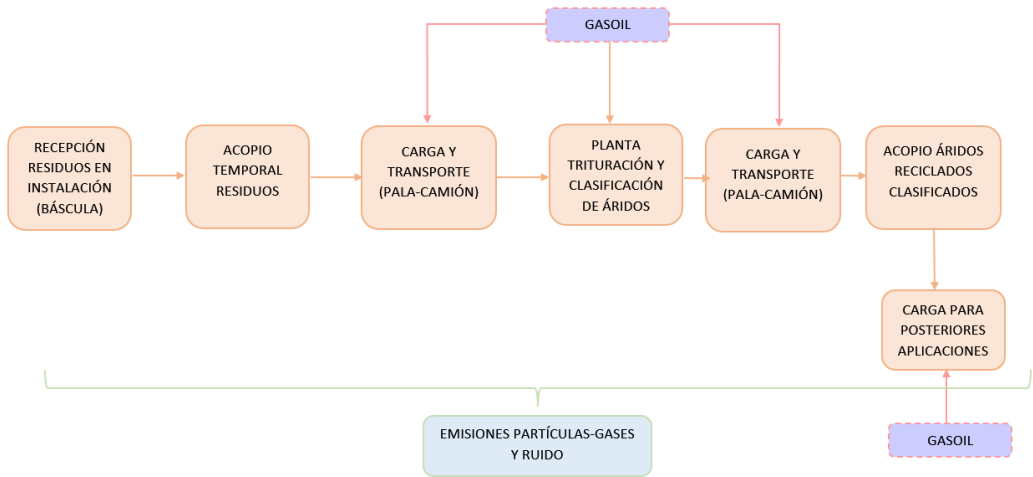 GASOIL
RECEPCIÓN
RESIDUOS EN
INSTALACIÓN
(BÁSCULA)
ACOPIO
TEMPORAL
RESIDUOS
CARGA Y
TRANSPORTE
(PALA-CAMIÓN)
PLANTA
TRITURACIÓN Y
CLASIFICACIÓN
DE ÁRIDOS
CARGA Y
TRANSPORTE
(PALA-CAMIÓN)
ACOPIO ÁRIDOS
RECICLADOS
CLASIFICADOS
CARGA PARA
POSTERIORES
APLICACIONES
EMISIONES PARTÍCULAS-GASES
Y RUIDO
GASOIL